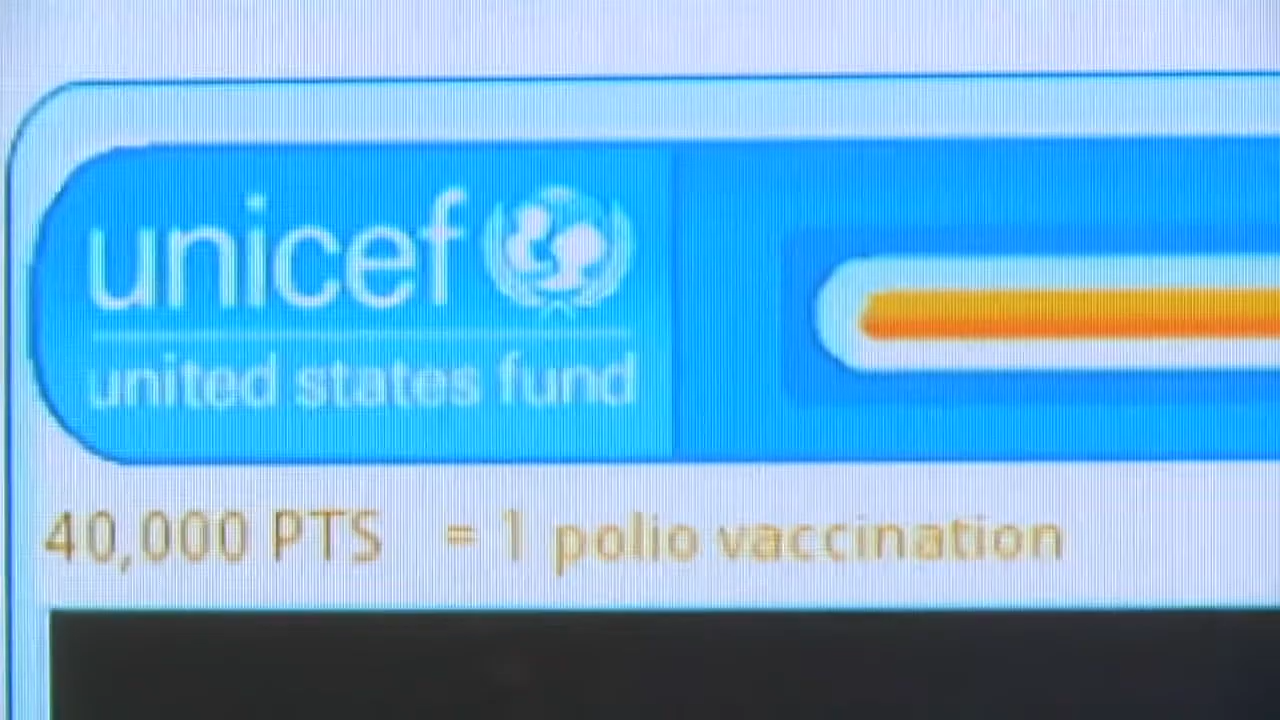 unicef
united states fund
40,000 PTS = 1 polio vaccination